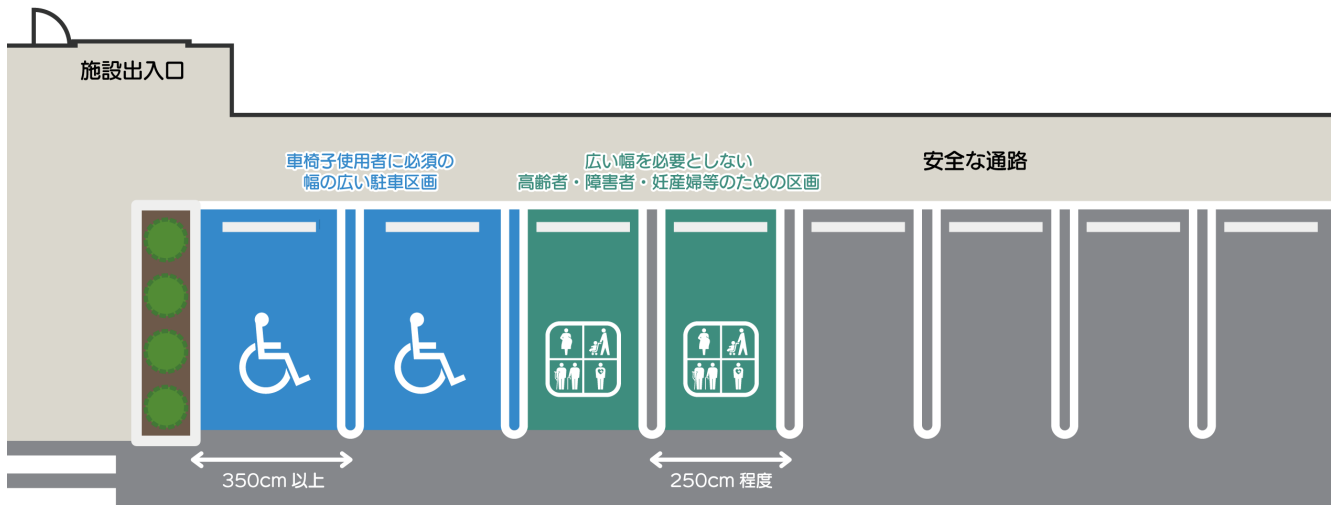 施設出入口
車椅子使用者に必須の
幅の広い駐車区画
広い幅を必要としない
高齢者・障害者・妊産婦等のための区画
安全な通路
350cm 以上
250cm 程度